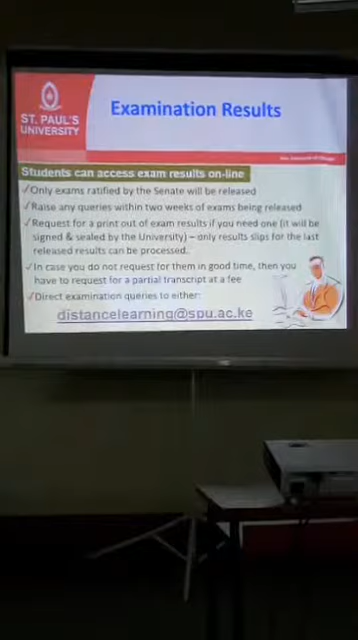 ST. PAUL'S
UNIVERSITY
Examination Results
Students can access exam results on-line
✓Only exams ratified by the Senate will be released
✓Raise any queries within two weeks of exams being released
✓Request for a print out of exam results if you need one (it will be
signed & sealed by the University) – only results slips for the last
released results can be processed.
✓In case you do not request for them in good time, then you
have to request for a partial transcript at a fee
✓Direct examination queries to either:
distancelearning@spu.ac.ke